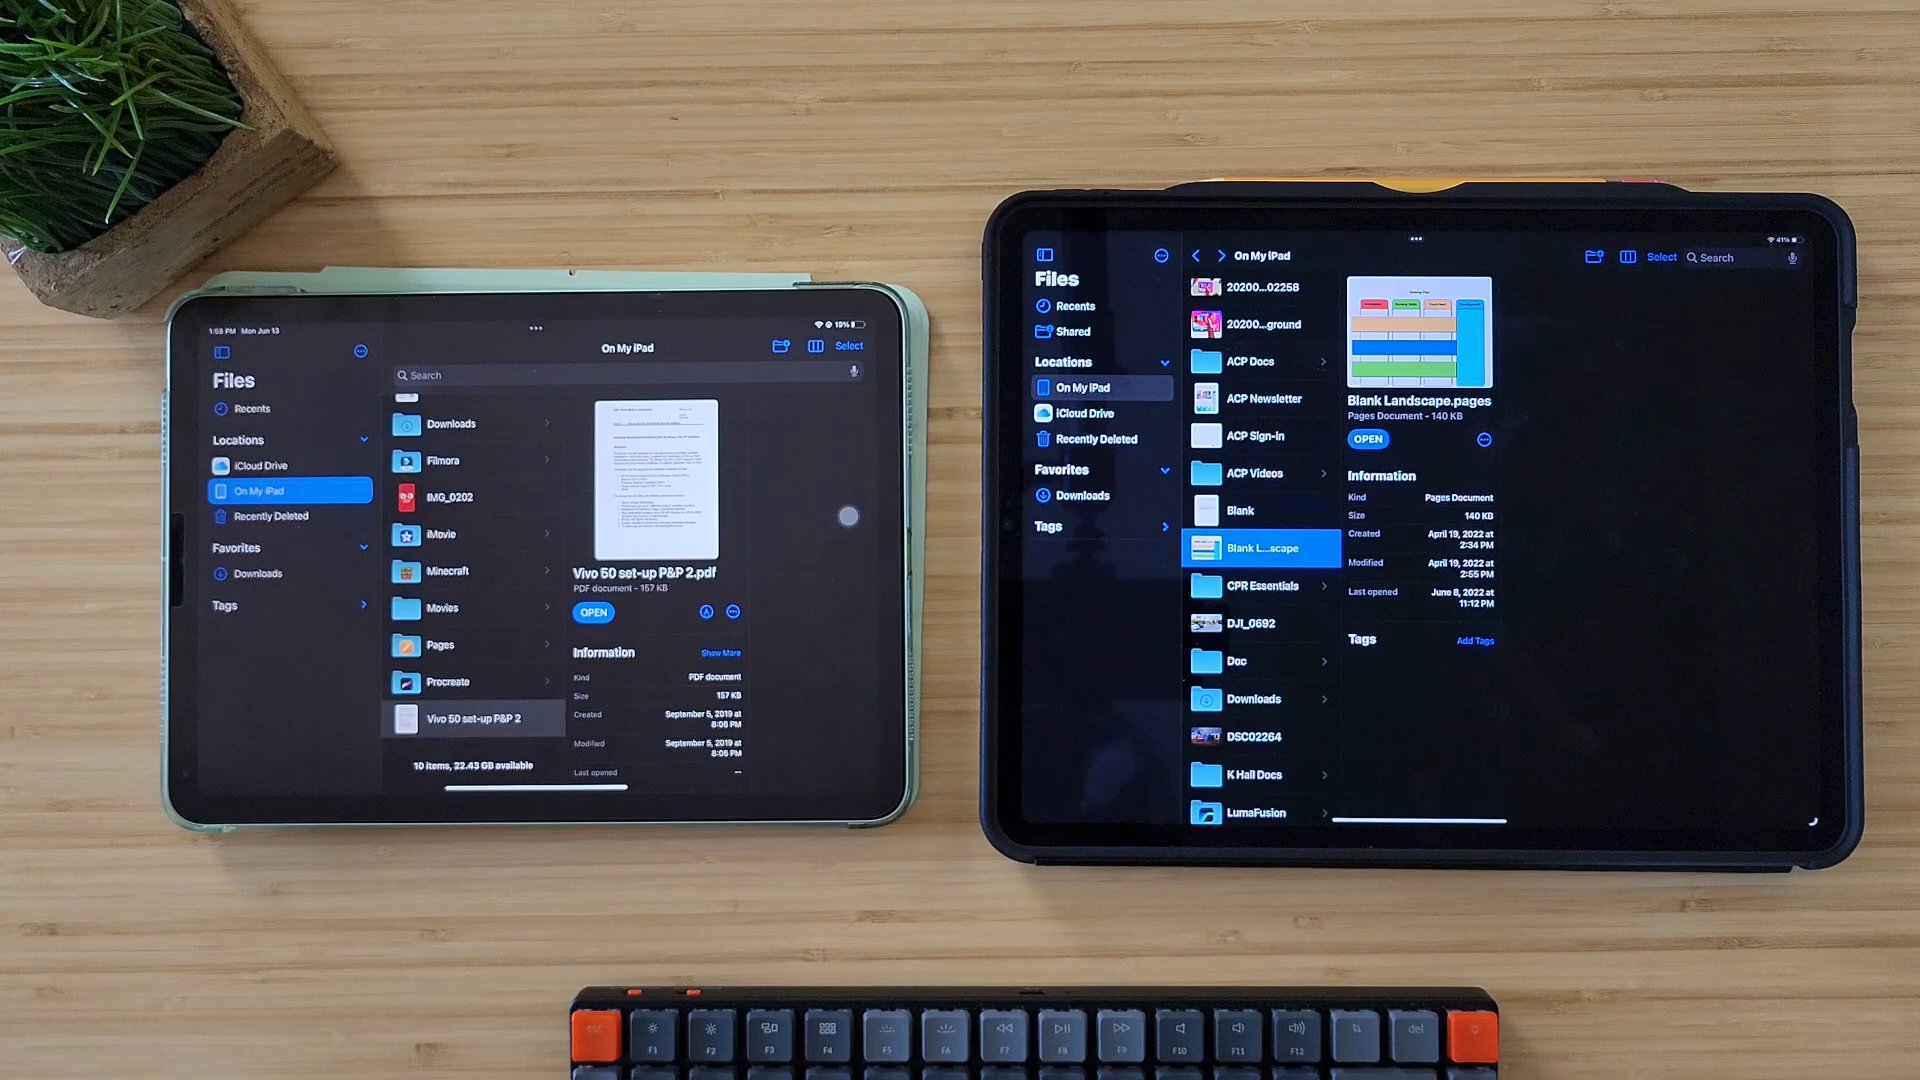 1:58 PM Mon Jun 13
19%
Files
Recents
Locations
iCloud Drive
On My iPad
Recently Deleted
Favorites
Downloads
Tags
On My iPad
Select
Search
Downloads
Filmora
IMG_0202
iMovie
Minecraft
Movies
Pages
Procreate
Vivo 50 set-up P&P 2
10 items, 22.43 GB available
Vivo 50 set-up P&P 2.pdf
PDF document - 157 KB
OPEN
Information
Show More
Kind
PDF document
Size
157 KB
Created
September 5, 2019 at
8:06 PM
Modified
September 5, 2019 at
8:06 PM
Last opened
--
41%
Files
Recents
Shared
Locations
On My iPad
iCloud Drive
Recently Deleted
Favorites
Downloads
Tags
On My iPad
Select
Search
20200...02258
20200...ground
ACP Docs
ACP Newsletter
ACP Sign-in
ACP Videos
Blank
Blank L...scape
CPR Essentials
DJI_0692
Doc
Downloads
DSC02264
K Hall Docs
LumaFusion
Blank Landscape.pages
Pages Document - 140 KB
OPEN
Information
Kind
Pages Document
Size
140 KB
Created
April 19, 2022 at
2:34 PM
Modified
April 19, 2022 at
2:55 PM
Last opened
June 8, 2022 at
11:12 PM
Tags
Add Tags
esc
F1
F2
F3
F4
F5
F6
F7
F8
F9
F10
F11
F12
del